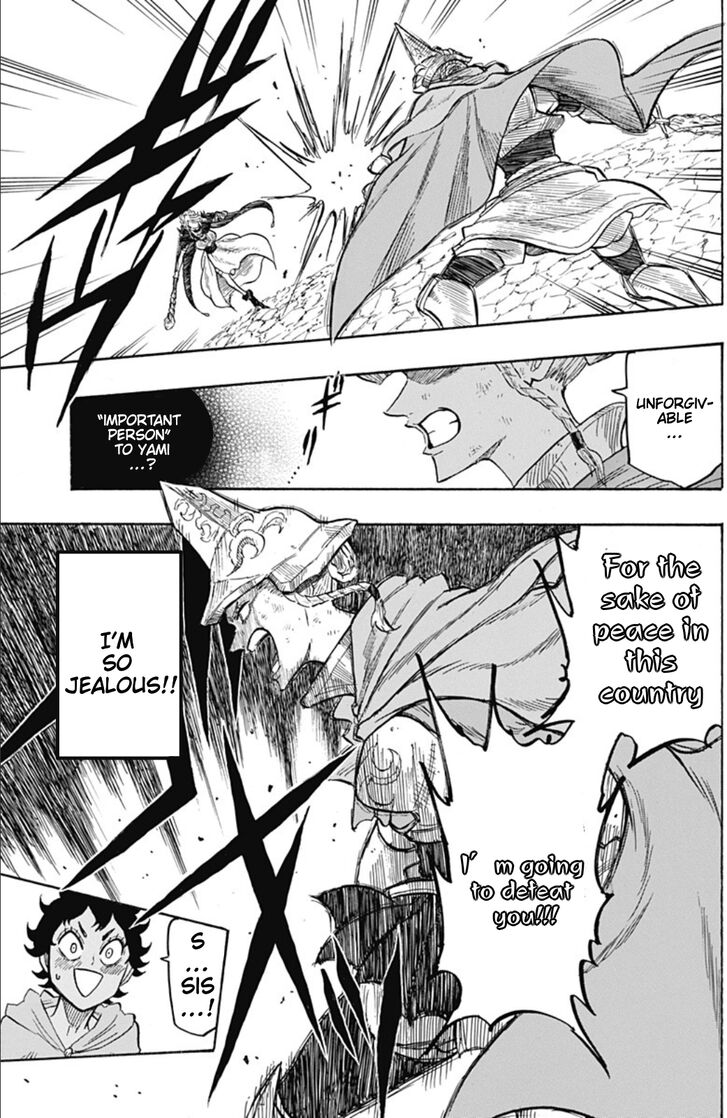 UNFORGIV-
ABLE
...
"IMPORTANT
PERSON"
TO YAMI
...?
For the
sake of
peace in
this
country
I'm going
to defeat
you!!!
I'M
SO
JEALOUS!!
S
...
SIS
...!